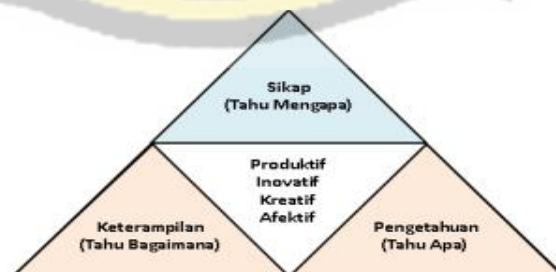 Sikap
(Tahu Mengapa)
Produktif
Inovatif
Kreatif
Afektif
Keterampilan
(Tahu Bagaimana)
Pengetahuan
(Tahu Apa)